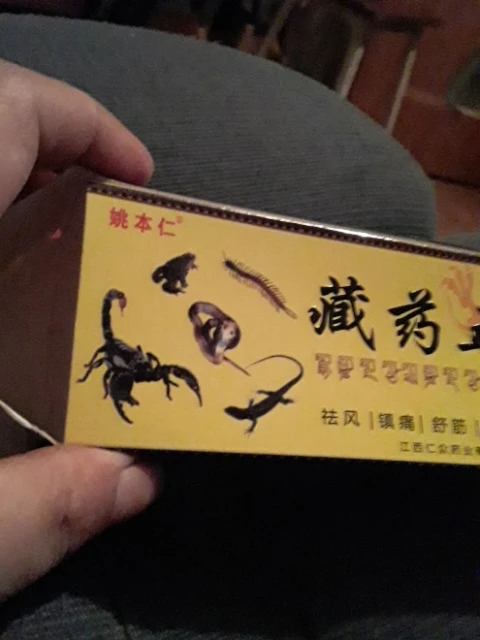 姚本仁®
藏药
祛风 | 镇痛 | 舒筋 |
江西仁众药业